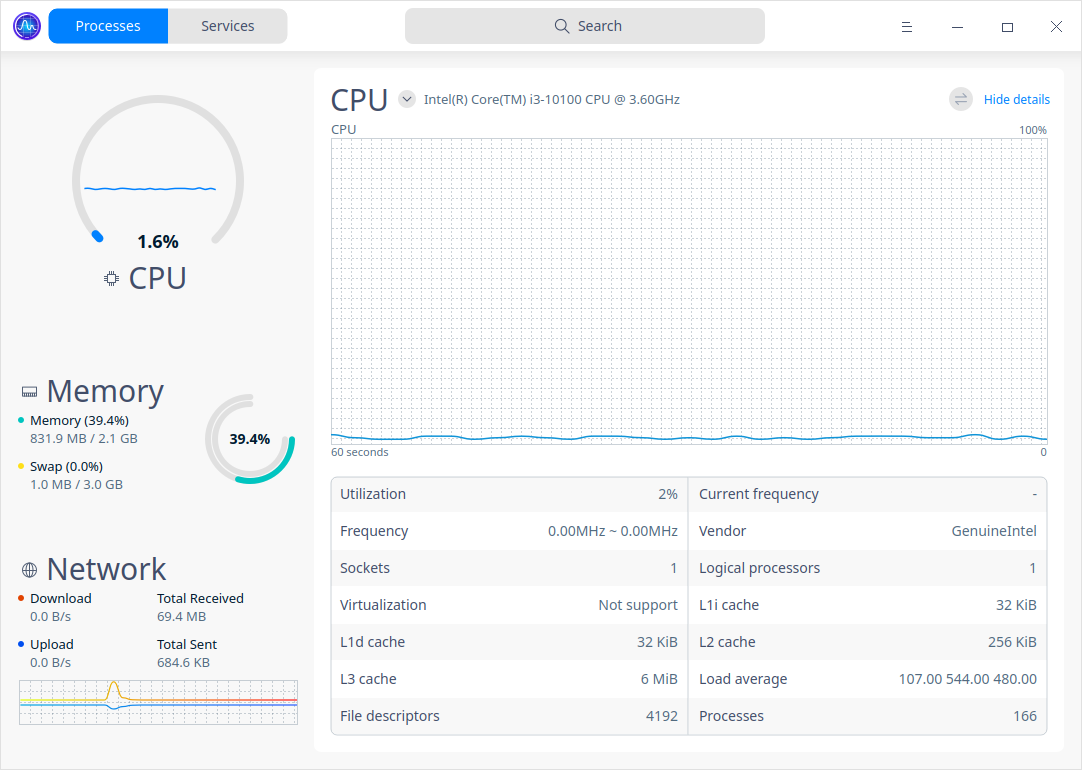 Processes
Services
Search
1.6%
CPU
Memory
Memory (39.4%)
831.9 MB / 2.1 GB
Swap (0.0%)
1.0 MB / 3.0 GB
39.4%
Network
Download Total Received
0.0 B/s 69.4 MB
Upload Total Sent
0.0 B/s 684.6 KB
CPU Intel(R) Core(TM) i3-10100 CPU @ 3.60GHz Hide details
CPU 100%
60 seconds 0
Utilization 2% Current frequency -
Frequency 0.00MHz ~ 0.00MHz Vendor GenuineIntel
Sockets 1 Logical processors 1
Virtualization Not support L1i cache 32 KiB
L1d cache 32 KiB L2 cache 256 KiB
L3 cache 6 MiB Load average 107.00 544.00 480.00
File descriptors 4192 Processes 166